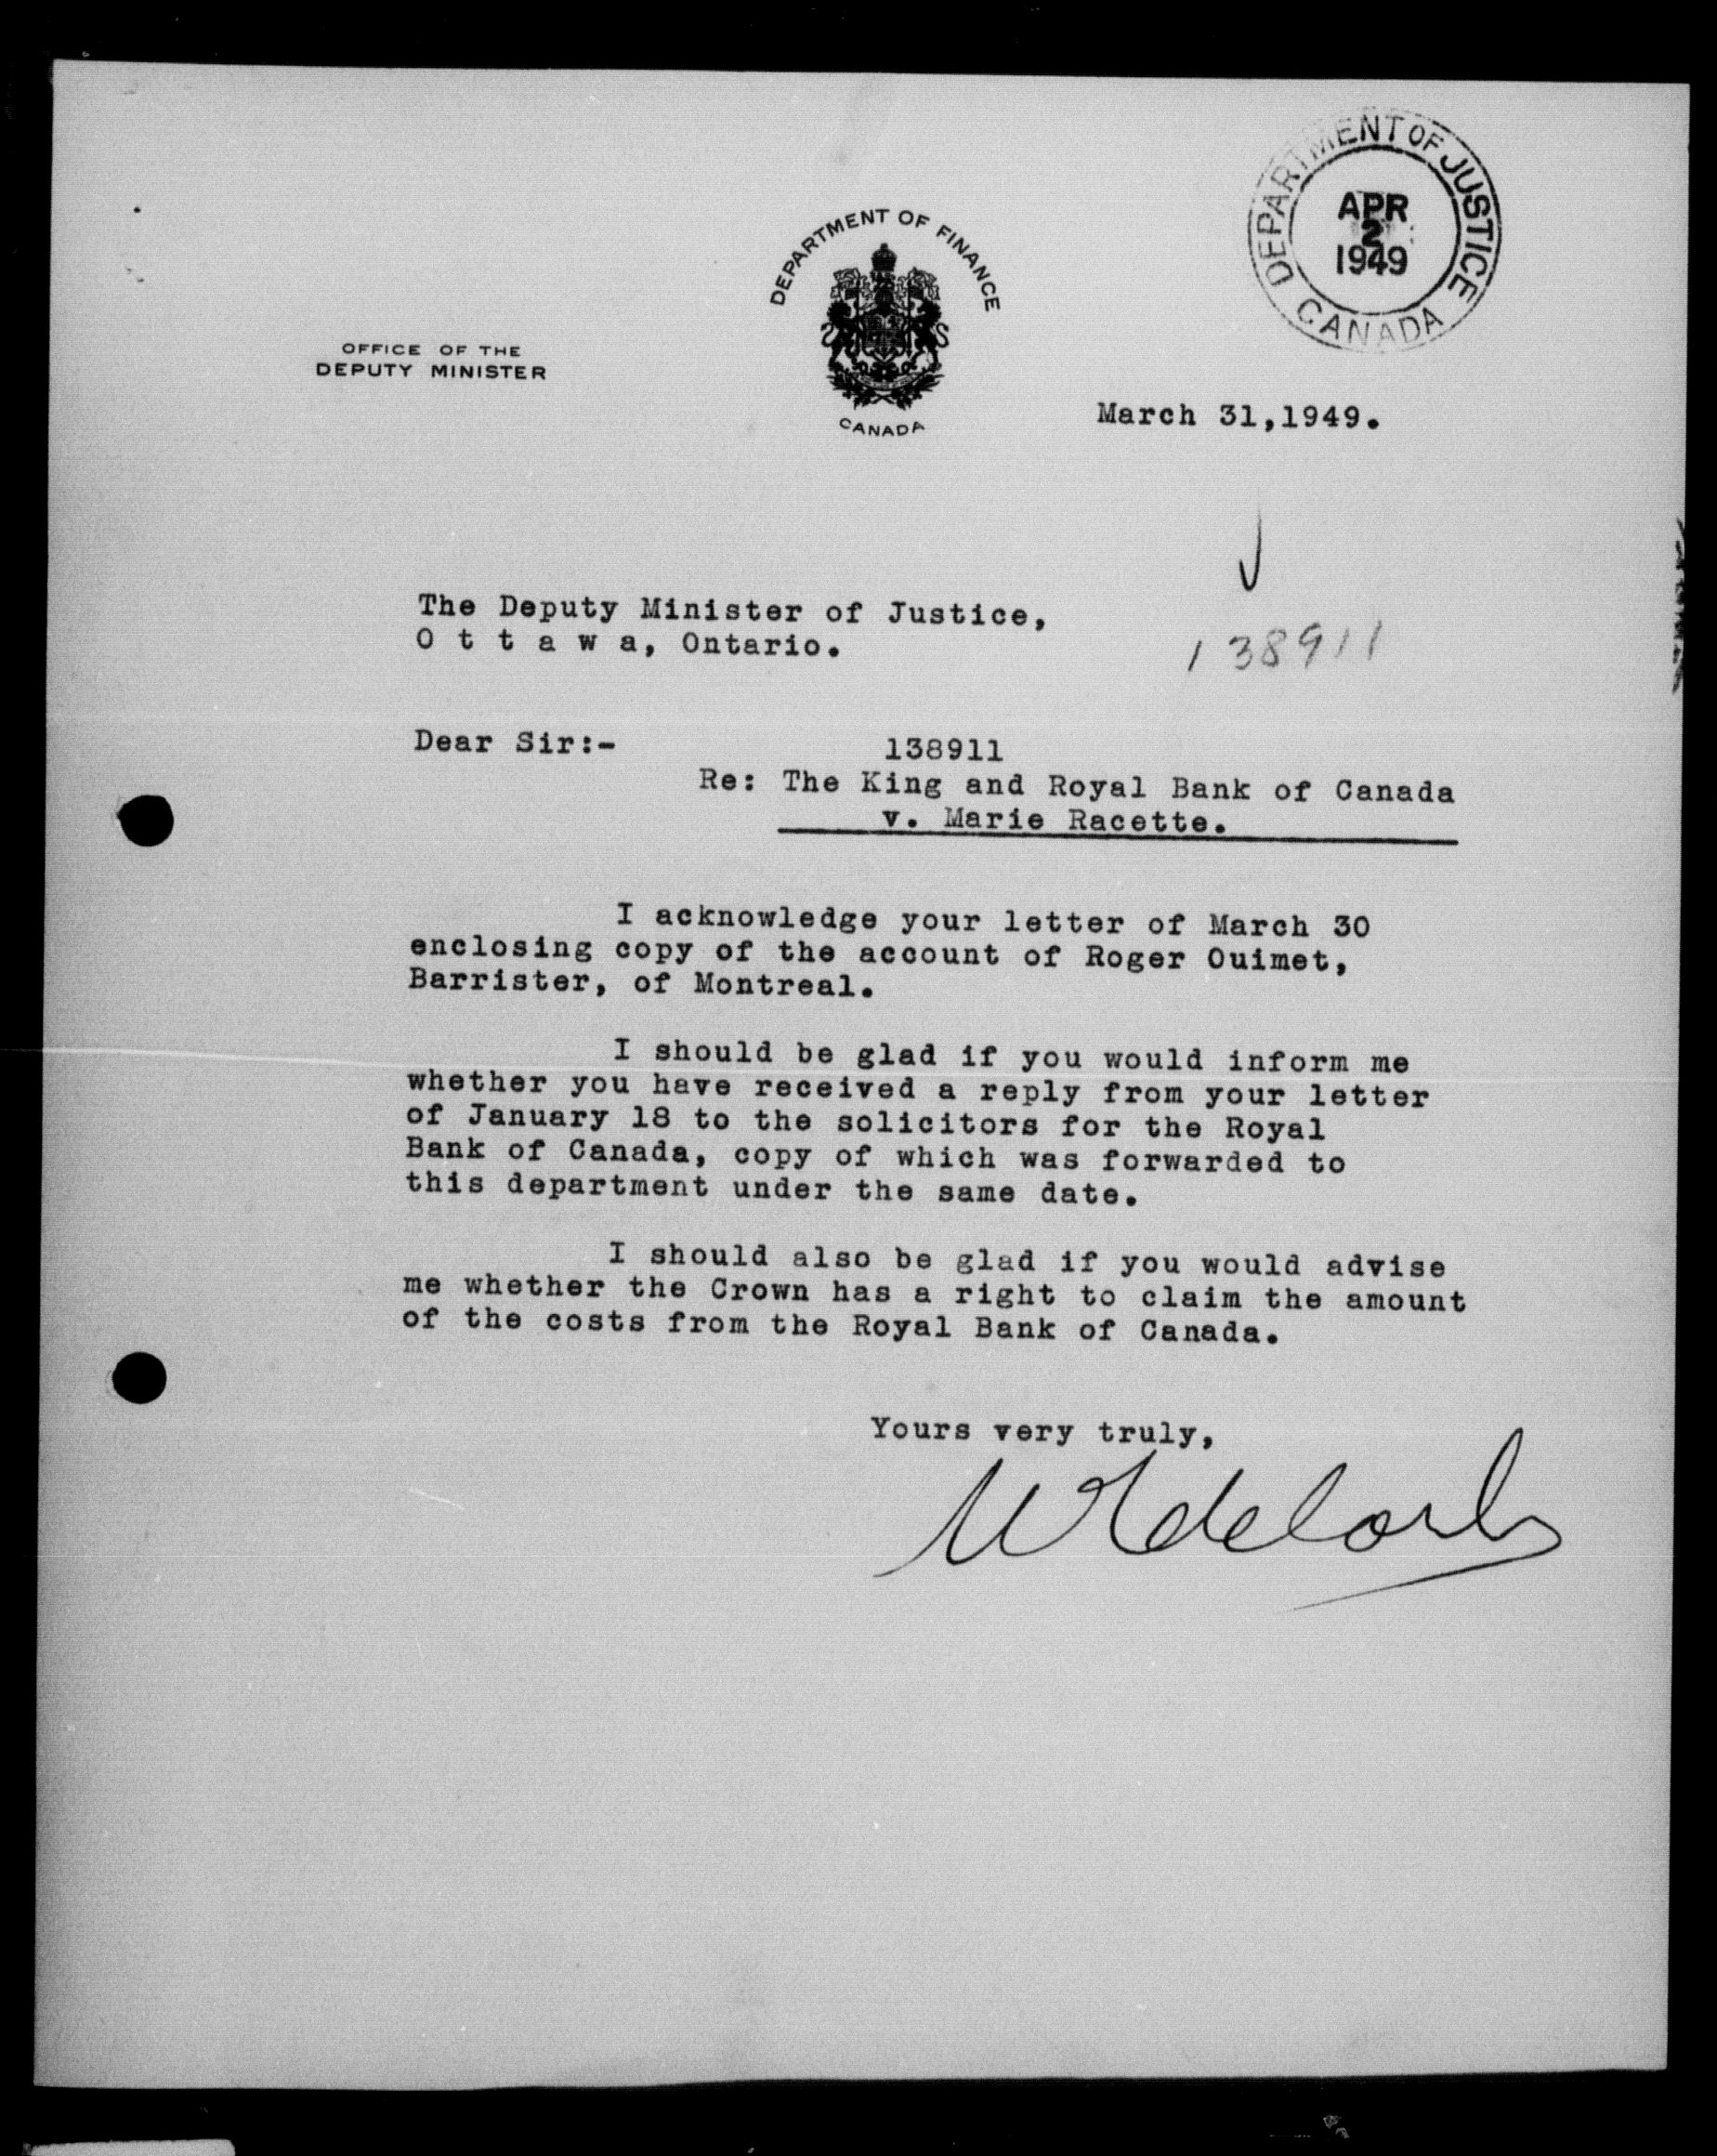 DEPARTMENT OF JUSTICE
APR
2
1949
CANADA
DEPARTMENT OF FINANCE
CANADA
OFFICE OF THE
DEPUTY MINISTER
March 31,1949.
The Deputy Minister of Justice,
O t t a w a, Ontario.
138911
Dear Sir:-
138911
Re: The King and Royal Bank of Canada
v. Marie Racette.
I acknowledge your letter of March 30
enclosing copy of the account of Roger Ouimet,
Barrister, of Montreal.
I should be glad if you would inform me
whether you have received a reply from your letter
of January 18 to the solicitors for the Royal
Bank of Canada, copy of which was forwarded to
this department under the same date.
I should also be glad if you would advise
me whether the Crown has a right to claim the amount
of the costs from the Royal Bank of Canada.
Yours very truly,